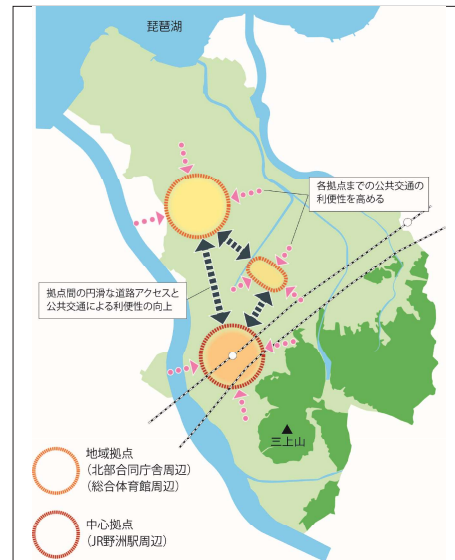 琵琶湖
各拠点までの公共交通の
利便性を高める
拠点間の円滑な道路アクセスと
公共交通による利便性の向上
三上山
地域拠点
(北部合同庁舎周辺)
(総合体育館周辺)
中心拠点
(JR野洲駅周辺)